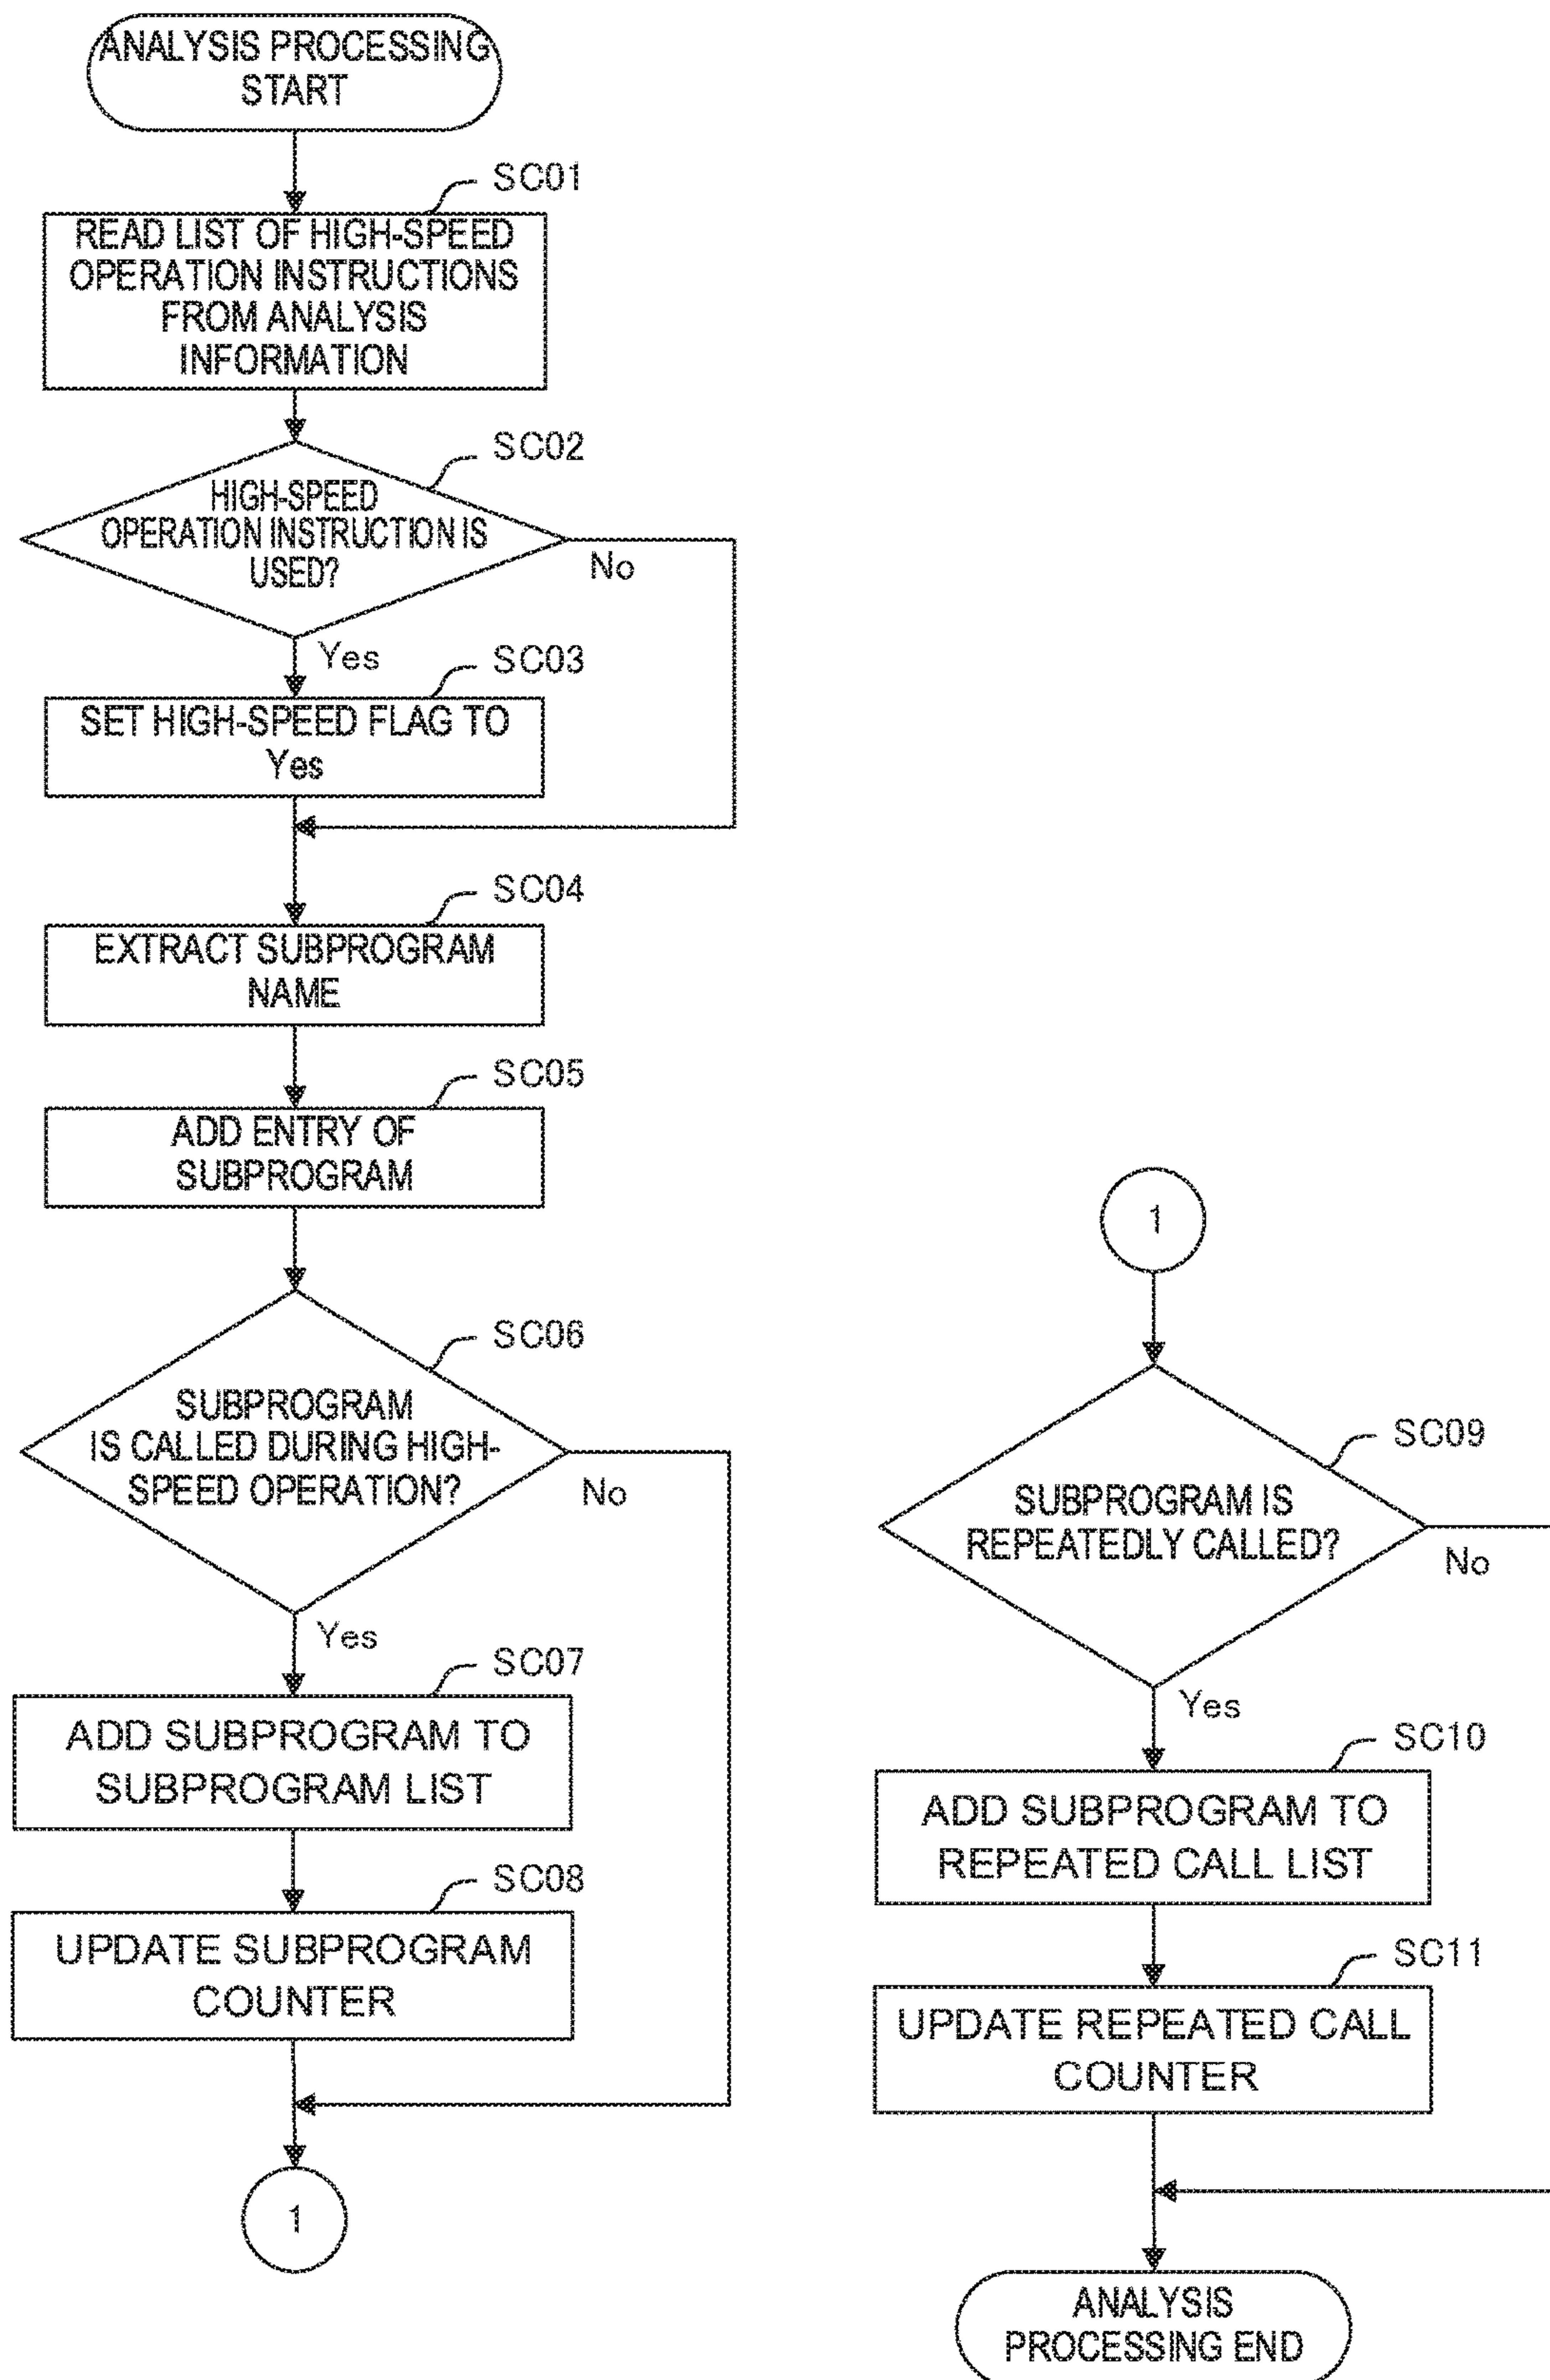 ANALYSIS PROCESSING
START
SC01
READ LIST OF HIGH-SPEED
OPERATION INSTRUCTIONS
FROM ANALYSIS
INFORMATION
SC02
HIGH-SPEED
OPERATION INSTRUCTION IS
USED?
No
Yes
SC03
SET HIGH-SPEED FLAG TO
Yes
SC04
EXTRACT SUBPROGRAM
NAME
SC05
ADD ENTRY OF
SUBPROGRAM
SC06
SUBPROGRAM
IS CALLED DURING HIGH-
SPEED OPERATION?
No
Yes
SC07
ADD SUBPROGRAM TO
SUBPROGRAM LIST
SC08
UPDATE SUBPROGRAM
COUNTER
1
1
SC09
SUBPROGRAM IS
REPEATEDLY CALLED?
No
Yes
SC10
ADD SUBPROGRAM TO
REPEATED CALL LIST
SC11
UPDATE REPEATED CALL
COUNTER
ANALYSIS
PROCESSING END